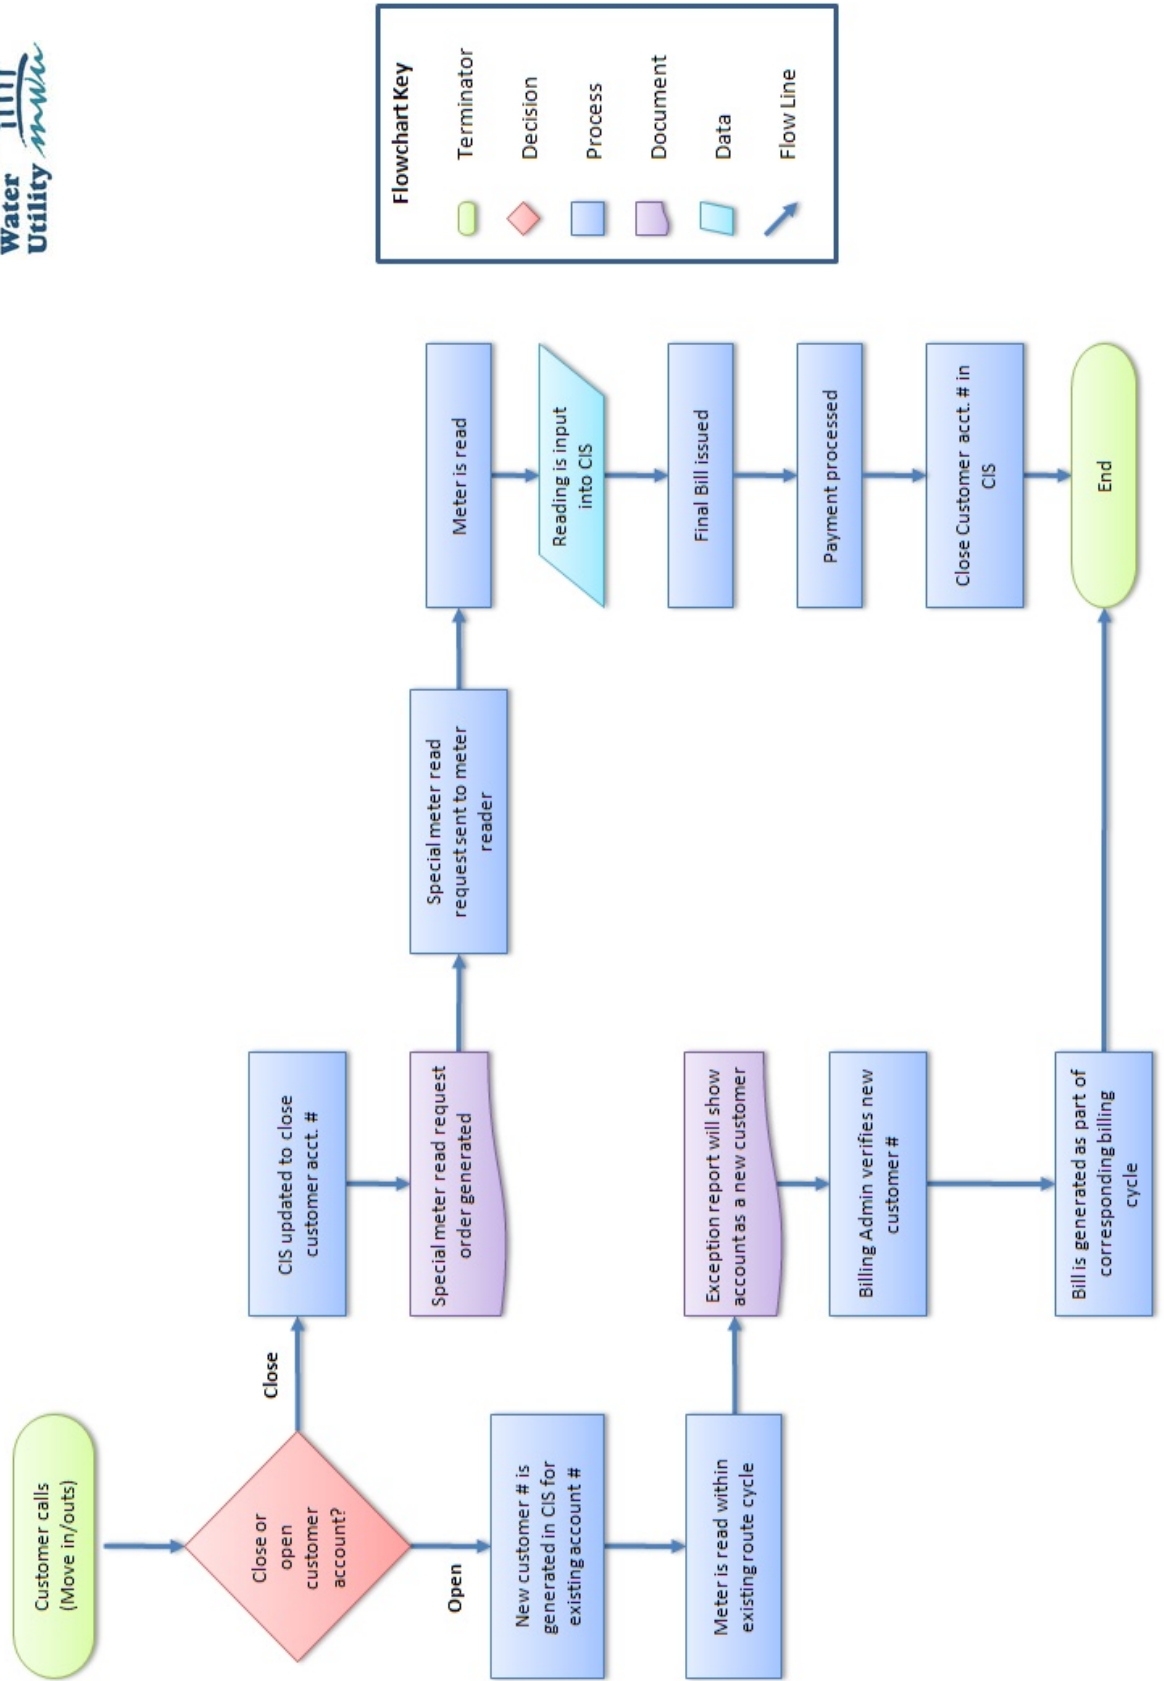 Water
Utility
mwu
Customer calls
(Move in/outs)
Close or
open
customer
account?
Close
Open
CIS updated to close
customer acct. #
Special meter read request
order generated
Special meter read
request sent to meter
reader
Meter is read
Reading is input
into CIS
Final Bill issued
Payment processed
Close Customer acct. # in
CIS
End
New customer # is
generated in CIS for
existing account #
Meter is read within
existing route cycle
Exception report will show
account as a new customer
Billing Admin verifies new
customer #
Bill is generated as part of
corresponding billing
cycle
Flowchart Key
Terminator
Decision
Process
Document
Data
Flow Line